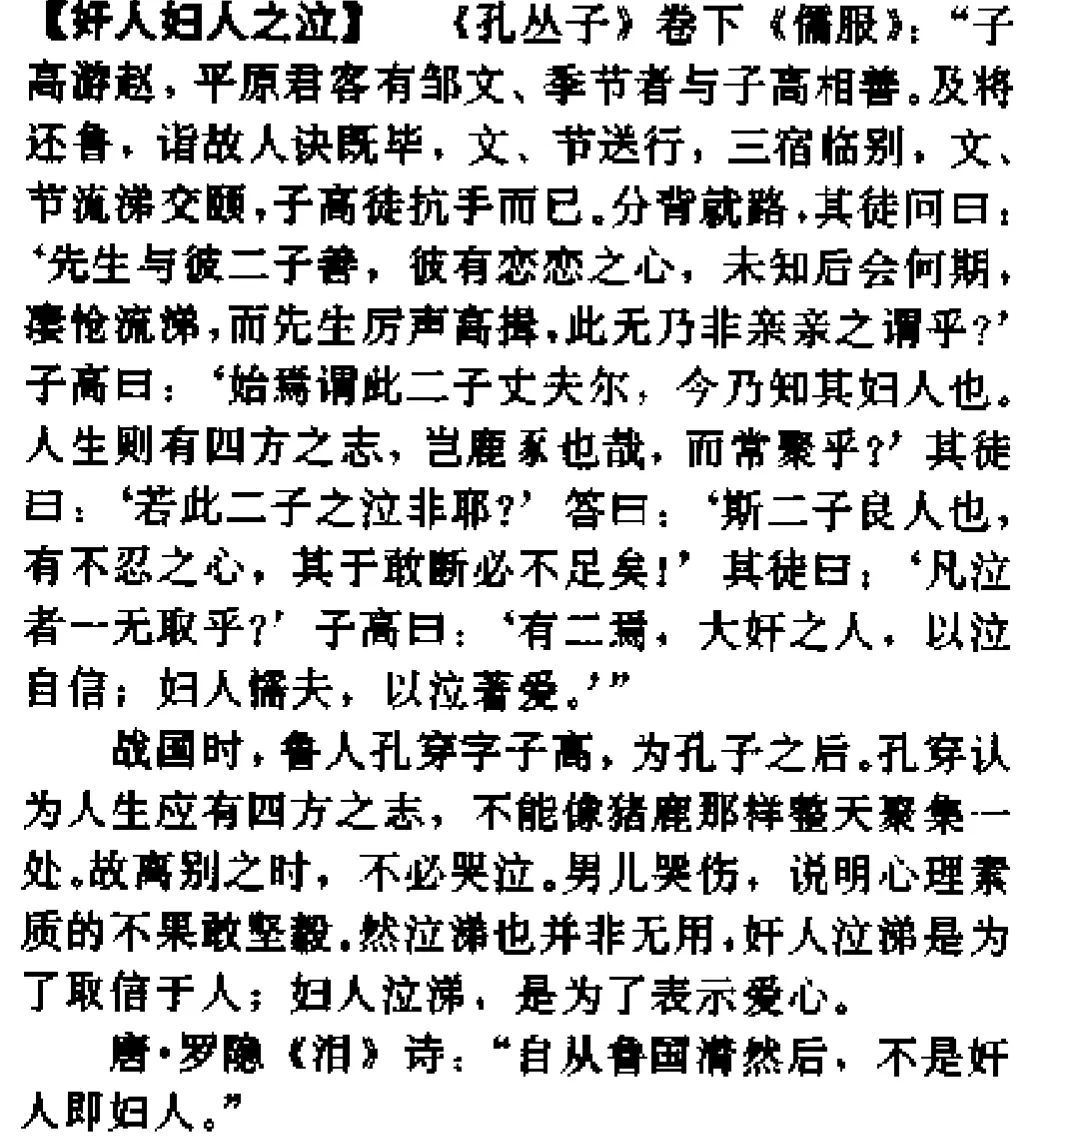 【奸人妇人之泣】　《孔丛子》卷下《儒服》：“子
高游赵，平原君客有邹文、季节者与子高相善。及将
还鲁，诣故人诀既毕，文、节送行，三宿临别，文、
节流涕交颐，子高徒抗手而已。分背就路，其徒问曰：
‘先生与彼二子善，彼有恋恋之心，未知后会何期，
凄怆流涕，而先生厉声高揖，此无乃非亲亲之谓乎？’
子高曰：‘始焉谓此二子丈夫尔，今乃知其妇人也。
人生则有四方之志，岂鹿豕也哉，而常聚乎？’其徒
曰：‘若此二子之泣非耶？’答曰：‘斯二子良人也，
有不忍之心，其于敢断必不足矣！’其徒曰：‘凡泣
者一无取乎？’子高曰：‘有二焉，大奸之人，以泣
自信；妇人懦夫，以泣著爱。’”
战国时，鲁人孔穿字子高，为孔子之后。孔穿认
为人生应有四方之志，不能像猪鹿那样整天聚集一
处。故离别之时，不必哭泣。男儿哭伤，说明心理素
质的不果敢坚毅。然泣涕也并非无用，奸人泣涕是为
了取信于人；妇人泣涕，是为了表示爱心。
唐·罗隐《泪》诗：“自从鲁国潸然后，不是奸
人即妇人。”